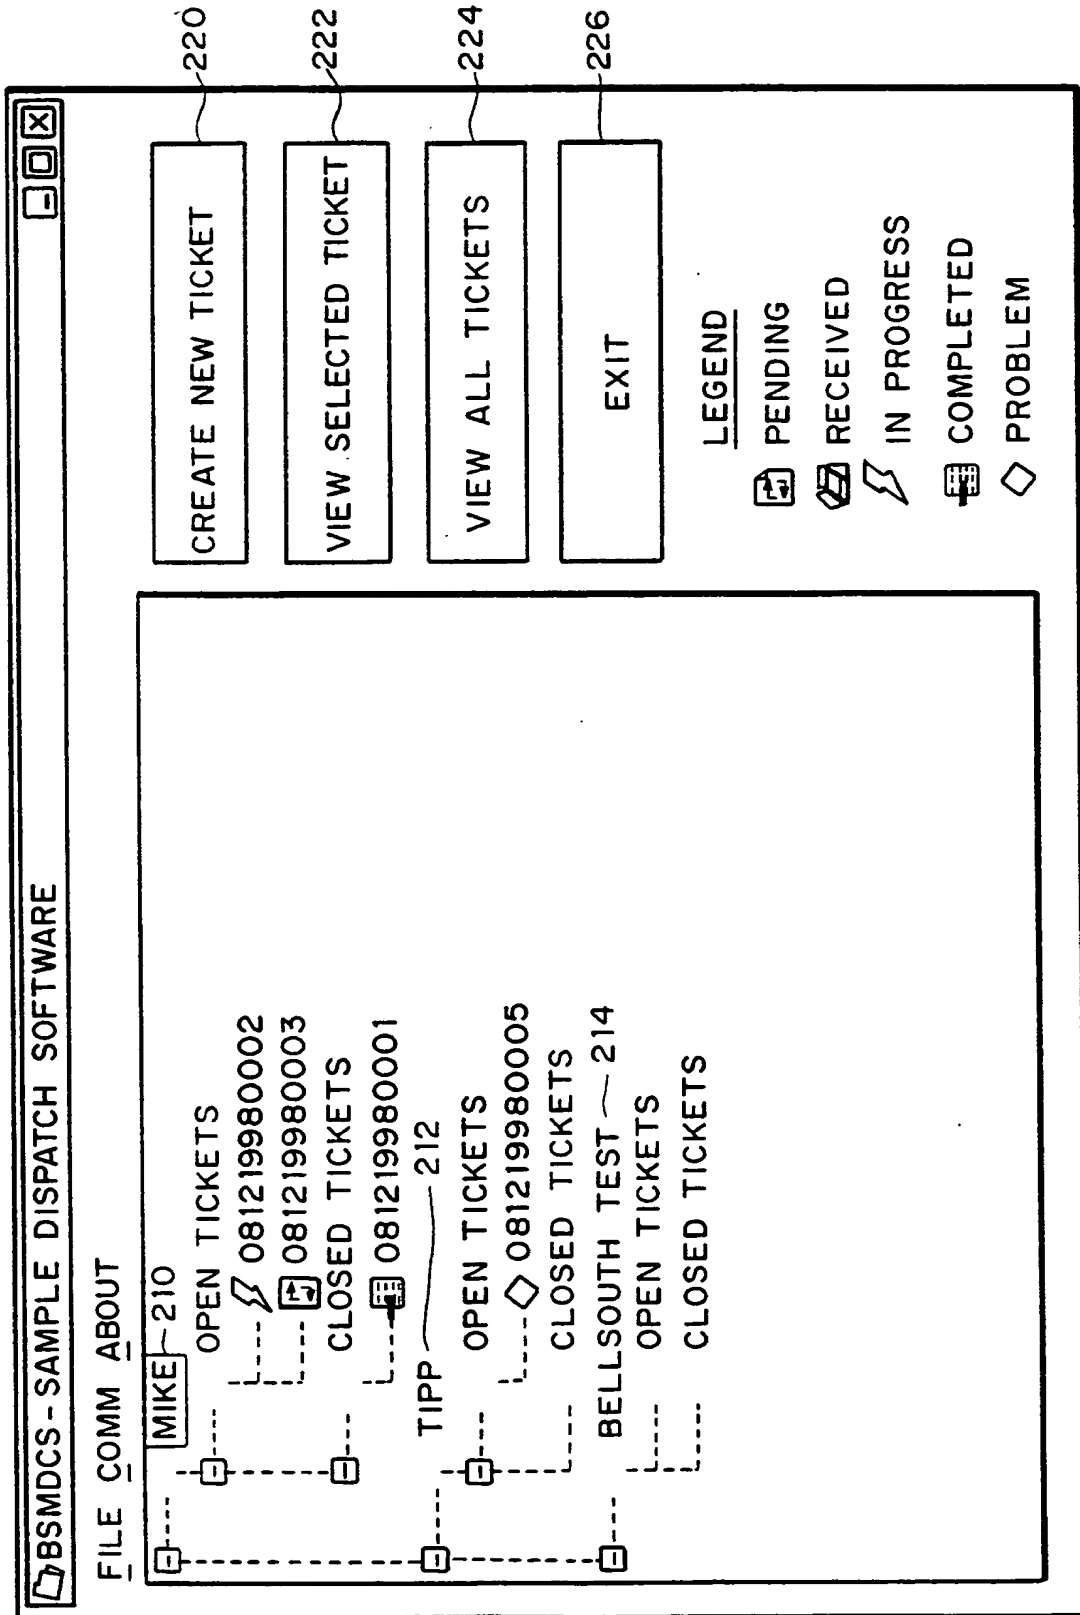 BSMDCS-SAMPLE DISPATCH SOFTWARE
FILE COMM ABOUT
MIKE 210
OPEN TICKETS
081219980002
081219980003
CLOSED TICKETS
081219980001
TIPP 212
OPEN TICKETS
081219980005
CLOSED TICKETS
BELLSOUTH TEST 214
OPEN TICKETS
CLOSED TICKETS
CREATE NEW TICKET 220
VIEW SELECTED TICKET 222
VIEW ALL TICKETS 224
EXIT 226
LEGEND
PENDING
RECEIVED
IN PROGRESS
COMPLETED
PROBLEM